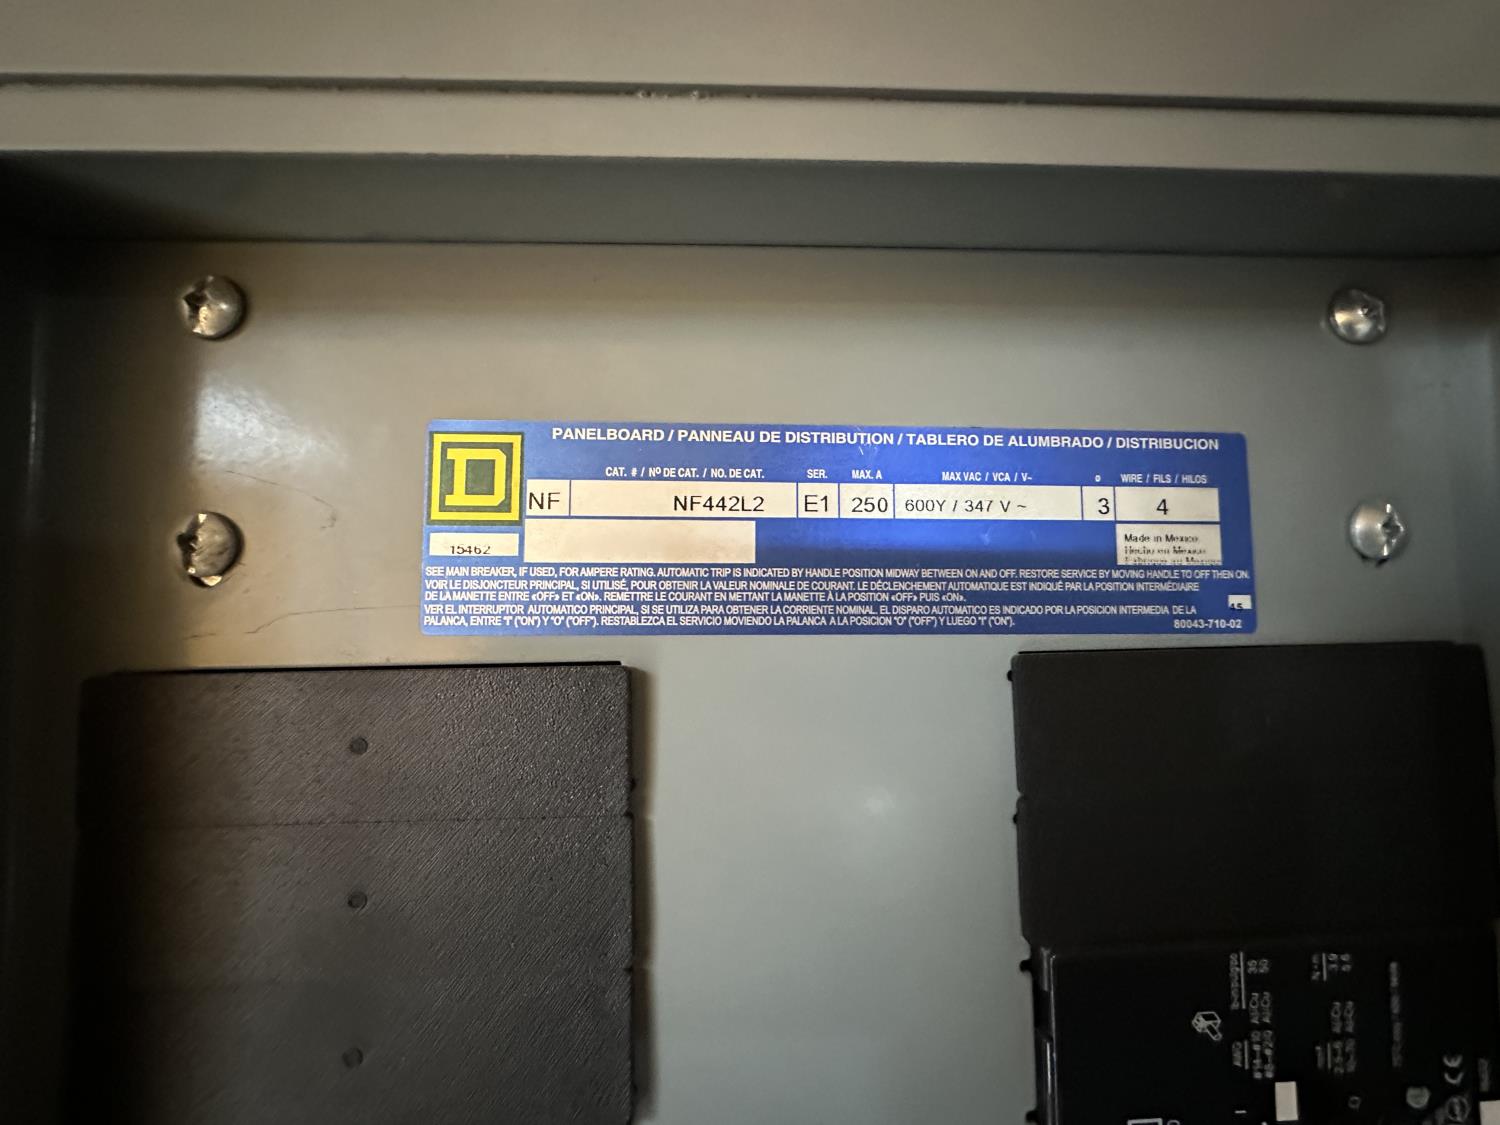 PANELBOARD / PANNEAU DE DISTRIBUTION / TABLERO DE ALUMBRADO / DISTRIBUCION
CAT. # / Nº DE CAT. / NO. DE CAT. SER. MAX. A MAX VAC / VCA / V~ ø WIRE / FILS / HILOS
D NF NF442L2 E1 250 600Y / 347 V ~ 3 4
15462
Made in Mexico
Hecho en Mexico
SEE MAIN BREAKER, IF USED, FOR AMPERE RATING. AUTOMATIC TRIP IS INDICATED BY HANDLE POSITION MIDWAY BETWEEN ON AND OFF. RESTORE SERVICE BY MOVING HANDLE TO OFF THEN ON.
VOIR LE DISJONCTEUR PRINCIPAL, SI UTILISÉ, POUR OBTENIR LA VALEUR NOMINALE DE COURANT. LE DÉCLENCHEMENT AUTOMATIQUE EST INDIQUÉ PAR LA POSITION INTERMÉDIAIRE
DE LA MANETTE ENTRE «OFF» ET «ON». REMETTRE LE COURANT EN METTANT LA MANETTE À LA POSITION «OFF» PUIS «ON».
VER EL INTERRUPTOR AUTOMATICO PRINCIPAL, SI SE UTILIZA PARA OBTENER LA CORRIENTE NOMINAL. EL DISPARO AUTOMATICO ES INDICADO POR LA POSICION INTERMEDIA DE LA
PALANCA, ENTRE "I" ("ON") Y "O" ("OFF"). RESTABLEZCA EL SERVICIO MOVIENDO LA PALANCA A LA POSICION "O" ("OFF") Y LUEGO "I" ("ON").
45
80043-710-02
AWG
CE